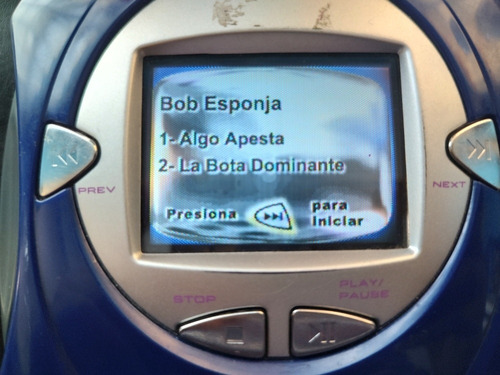 Bob Esponja
1- Algo Apesta
2- La Bota Dominante
Presiona para
Iniciar
PREV
NEXT
STOP
PLAY/
PAUSE